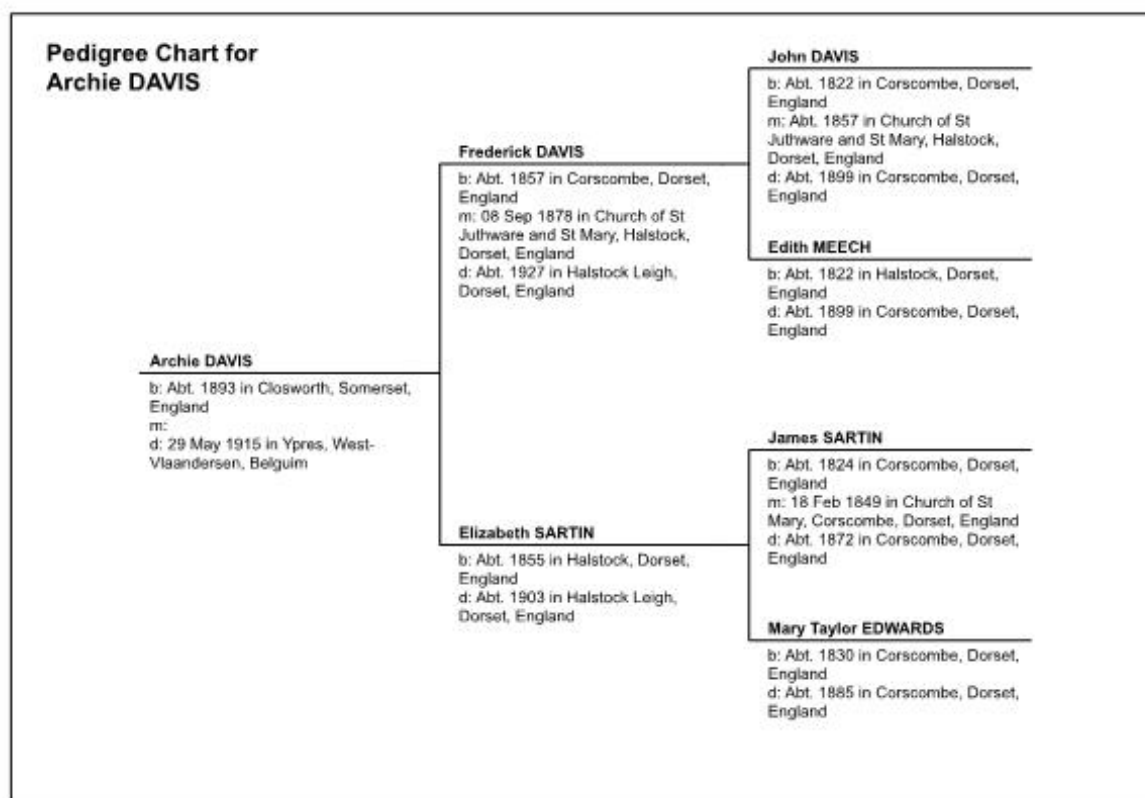 Pedigree Chart for
Archie DAVIS
John DAVIS
b: Abt. 1822 in Corscombe, Dorset,
England
m: Abt. 1857 in Church of St
Juthware and St Mary, Halstock,
Dorset, England
d: Abt. 1899 in Corscombe, Dorset,
England
Frederick DAVIS
b: Abt. 1857 in Corscombe, Dorset,
England
m: 08 Sep 1878 in Church of St
Juthware and St Mary, Halstock,
Dorset, England
d: Abt. 1927 in Halstock Leigh,
Dorset, England
Edith MEECH
b: Abt. 1822 in Halstock, Dorset,
England
d: Abt. 1899 in Corscombe, Dorset,
England
Archie DAVIS
b: Abt. 1893 in Closworth, Somerset,
England
m:
d: 29 May 1915 in Ypres, West-
Vlaandersen, Belguim
James SARTIN
b: Abt. 1824 in Corscombe, Dorset,
England
m: 18 Feb 1849 in Church of St
Mary, Corscombe, Dorset, England
d: Abt. 1872 in Corscombe, Dorset,
England
Elizabeth SARTIN
b: Abt. 1855 in Halstock, Dorset,
England
d: Abt. 1903 in Halstock Leigh,
Dorset, England
Mary Taylor EDWARDS
b: Abt. 1830 in Corscombe, Dorset,
England
d: Abt. 1885 in Corscombe, Dorset,
England